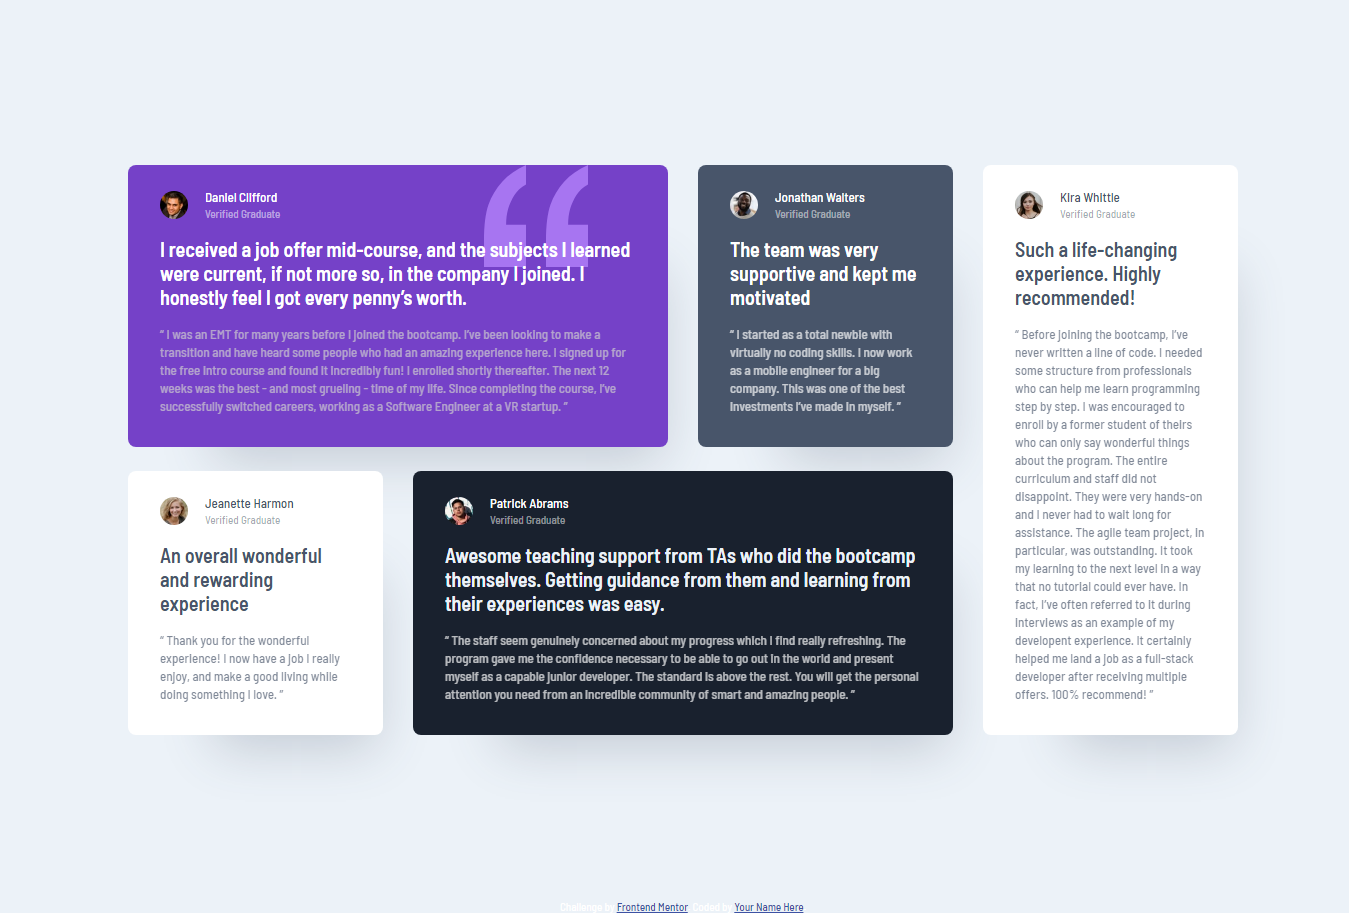 Daniel Clifford
Verified Graduate
I received a job offer mid-course, and the subjects I learned
were current, if not more so, in the company I joined. I
honestly feel I got every penny’s worth.
“ I was an EMT for many years before I joined the bootcamp. I’ve been looking to make a
transition and have heard some people who had an amazing experience here. I signed up for
the free intro course and found it incredibly fun! I enrolled shortly thereafter. The next 12
weeks was the best - and most grueling - time of my life. Since completing the course, I’ve
successfully switched careers, working as a Software Engineer at a VR startup. ”
Jonathan Walters
Verified Graduate
The team was very
supportive and kept me
motivated
“ I started as a total newbie with
virtually no coding skills. I now work
as a mobile engineer for a big
company. This was one of the best
investments I’ve made in myself. ”
Kira Whittle
Verified Graduate
Such a life-changing
experience. Highly
recommended!
“ Before joining the bootcamp, I’ve
never written a line of code. I needed
some structure from professionals
who can help me learn programming
step by step. I was encouraged to
enroll by a former student of theirs
who can only say wonderful things
about the program. The entire
curriculum and staff did not
disappoint. They were very hands-on
and I never had to wait long for
assistance. The agile team project, in
particular, was outstanding. It took
my learning to the next level in a way
that no tutorial could ever have. In
fact, I’ve often referred to it during
interviews as an example of my
developent experience. It certainly
helped me land a job as a full-stack
developer after receiving multiple
offers. 100% recommend! ”
Jeanette Harmon
Verified Graduate
An overall wonderful
and rewarding
experience
“ Thank you for the wonderful
experience! I now have a job I really
enjoy, and make a good living while
doing something I love. ”
Patrick Abrams
Verified Graduate
Awesome teaching support from TAs who did the bootcamp
themselves. Getting guidance from them and learning from
their experiences was easy.
“ The staff seem genuinely concerned about my progress which I find really refreshing. The
program gave me the confidence necessary to be able to go out in the world and present
myself as a capable junior developer. The standard is above the rest. You will get the personal
attention you need from an incredible community of smart and amazing people. ”
Challenge by Frontend Mentor. Coded by Your Name Here.